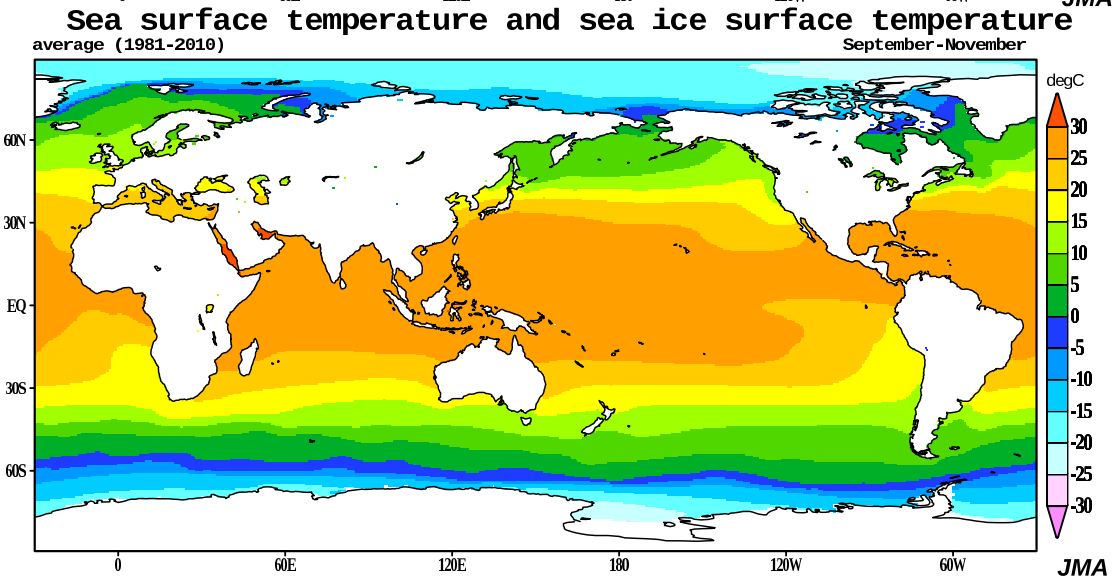 JMA
Sea surface temperature and sea ice surface temperature
average (1981-2010) September-November
degC
30
25
20
15
10
5
0
-5
-10
-15
-20
-25
-30
60N
30N
EQ
30S
60S
0 60E 120E 180 120W 60W
JMA